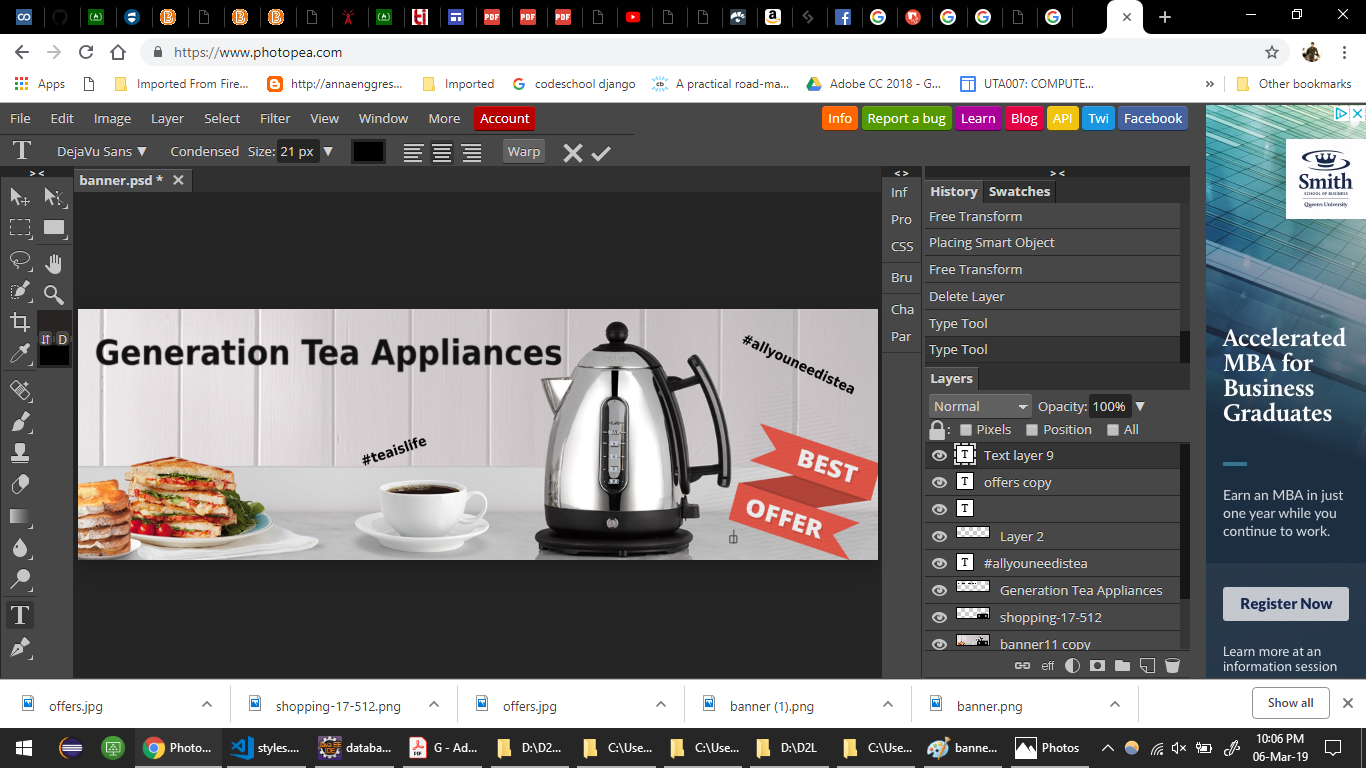 https://www.photopea.com
Apps
Imported From Fire...
http://annaenggres...
Imported
codeschool django
A practical road-ma...
Adobe CC 2018 - G...
UTA007: COMPUTE...
»
Other bookmarks
File Edit Image Layer Select Filter View Window More Account
Info Report a bug Learn Blog API Twi Facebook
DejaVu Sans Condensed Size: 21 px Warp
> < < > > <
banner.psd *
Inf
Pro
CSS
Bru
Cha
Par
History Swatches
Free Transform
Placing Smart Object
Free Transform
Delete Layer
Type Tool
Type Tool
Layers
Normal Opacity: 100%
: Pixels Position All
T Text layer 9
T offers copy
T
Layer 2
T #allyouneedistea
Generation Tea Appliances
shopping-17-512
banner11 copy
eff
D
Generation Tea Appliances
#allyouneedistea
#teaislife
BEST
OFFER
Smith
SCHOOL OF BUSINESS
Queen's University
Accelerated
MBA for
Business
Graduates
Earn an MBA in just
one year while you
continue to work.
Register Now
Learn more at an
information session
offers.jpg
shopping-17-512.png
offers.jpg
banner (1).png
banner.png
Show all
Photo...
styles....
databa...
G - Ad...
D:\D2...
C:\Use...
C:\Use...
D:\D2L
C:\Use...
banne...
Photos
10:06 PM
06-Mar-19